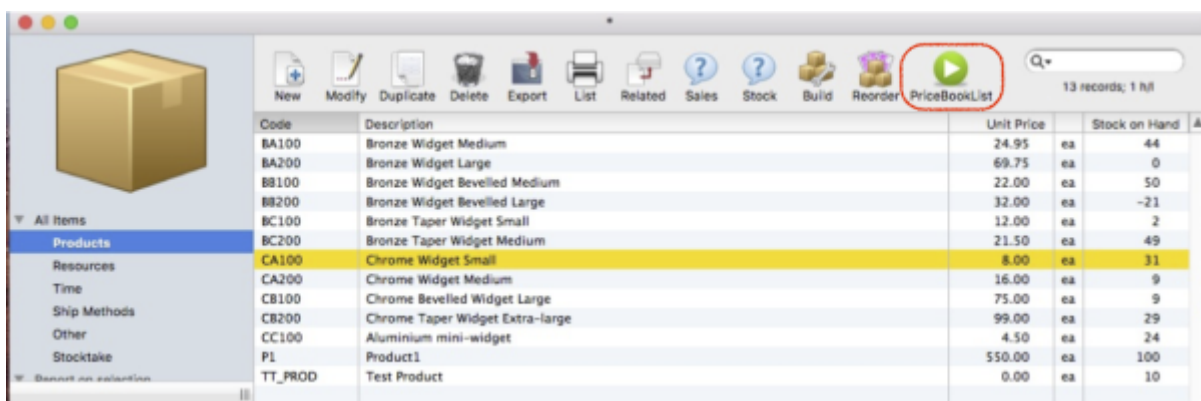 New Modify Duplicate Delete Export List Related Sales Stock Build Reorder PriceBookList
13 records; 1 h/l
Code Description Unit Price Stock on Hand
BA100 Bronze Widget Medium 24.95 ea 44
BA200 Bronze Widget Large 69.75 ea 0
BB100 Bronze Widget Bevelled Medium 22.00 ea 50
BB200 Bronze Widget Bevelled Large 32.00 ea -21
BC100 Bronze Taper Widget Small 12.00 ea 2
BC200 Bronze Taper Widget Medium 21.50 ea 49
CA100 Chrome Widget Small 8.00 ea 31
CA200 Chrome Widget Medium 16.00 ea 9
CB100 Chrome Bevelled Widget Large 75.00 ea 9
CB200 Chrome Taper Widget Extra-large 99.00 ea 29
CC100 Aluminium mini-widget 4.50 ea 24
P1 Product1 550.00 ea 100
TT_PROD Test Product 0.00 ea 10
All Items
Products
Resources
Time
Ship Methods
Other
Stocktake
Report on selection